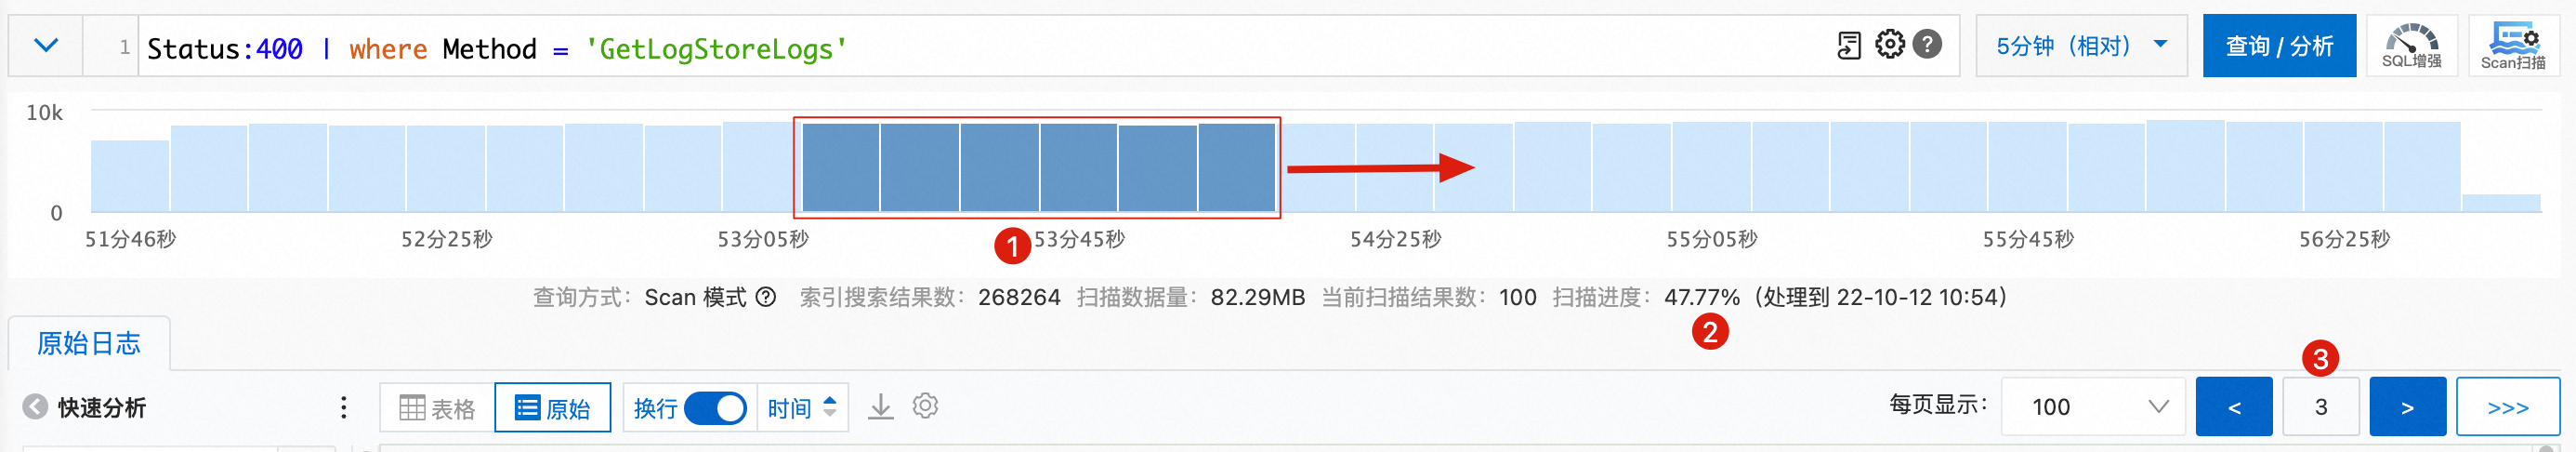 1 Status:400 | where Method = 'GetLogStoreLogs' ? 5分钟（相对） 查询 / 分析 SQL增强 Scan扫描
10k
0
51分46秒 52分25秒 53分05秒 53分45秒 54分25秒 55分05秒 55分45秒 56分25秒
1
查询方式： Scan 模式 ? 索引搜索结果数： 268264 扫描数据量： 82.29MB 当前扫描结果数： 100 扫描进度： 47.77%（处理到 22-10-12 10:54）
2
原始日志
3
快速分析 表格 原始 换行 时间 每页显示： 100 < 3 > >>>